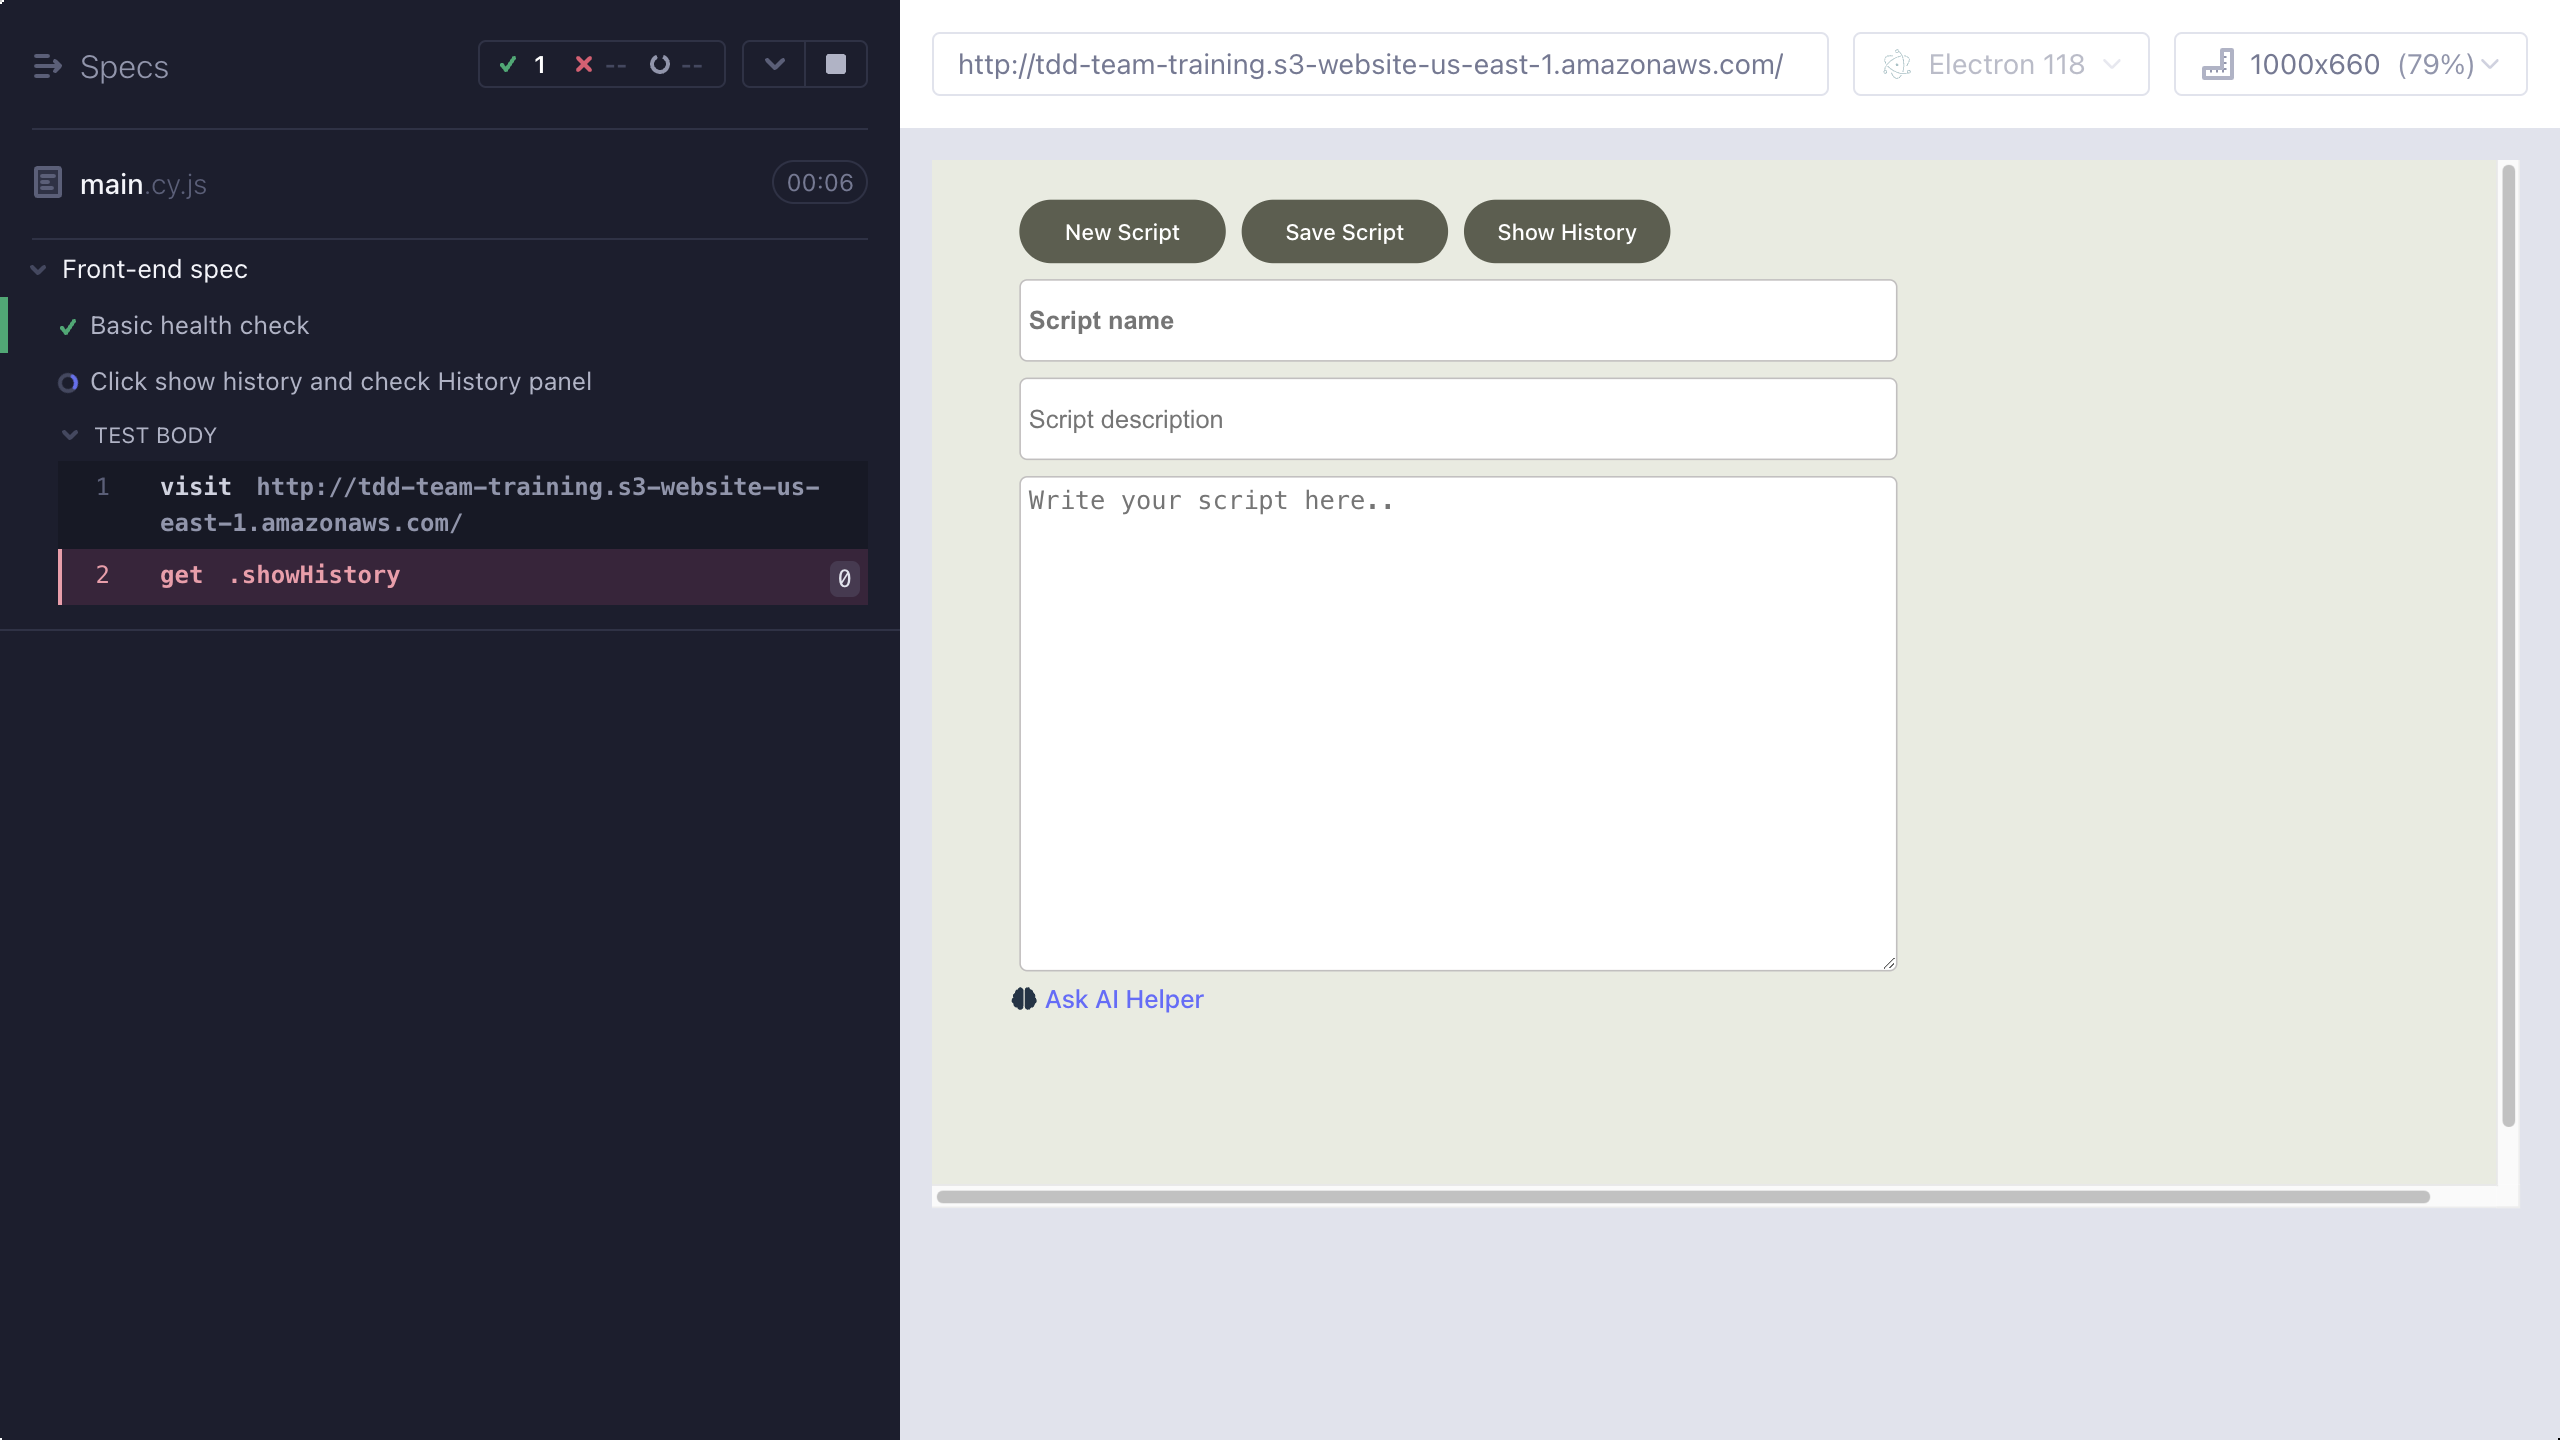 Specs
1 -- --
main.cy.js
00:06
Front-end spec
Basic health check
Click show history and check History panel
TEST BODY
1 visit http://tdd-team-training.s3-website-us-
east-1.amazonaws.com/
2 get .showHistory 0
http://tdd-team-training.s3-website-us-east-1.amazonaws.com/
Electron 118
1000x660 (79%)
New Script
Save Script
Show History
Script name
Script description
Write your script here..
Ask AI Helper